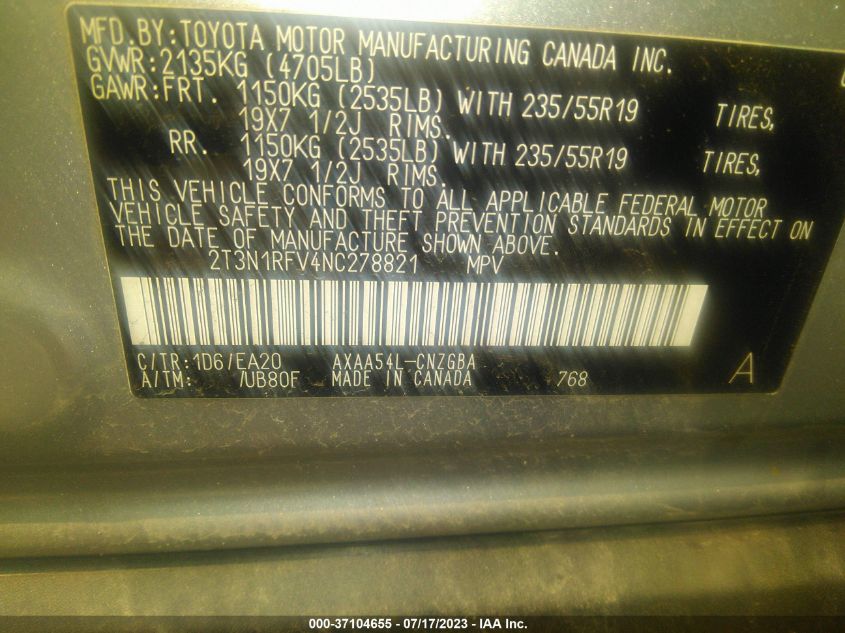 MFD.BY:TOYOTA MOTOR MANUFACTURING CANADA INC.
GVWR:2135KG (4705LB)
GAWR:FRT. 1150KG (2535LB) WITH 235/55R19 TIRES,
19X7 1/2J RIMS.
RR. 1150KG (2535LB) WITH 235/55R19 TIRES,
19X7 1/2J RIMS.
THIS VEHICLE CONFORMS TO ALL APPLICABLE FEDERAL MOTOR
VEHICLE SAFETY AND THEFT PREVENTION STANDARDS IN EFFECT ON
THE DATE OF MANUFACTURE SHOWN ABOVE.
2T3N1RFV4NC278821 MPV
C/TR:1D6/EA20 AXAA54L-CNZGBA
A/TM: /UB80F MADE IN CANADA 768 A
000-37104655 - 07/17/2023 - IAA Inc.